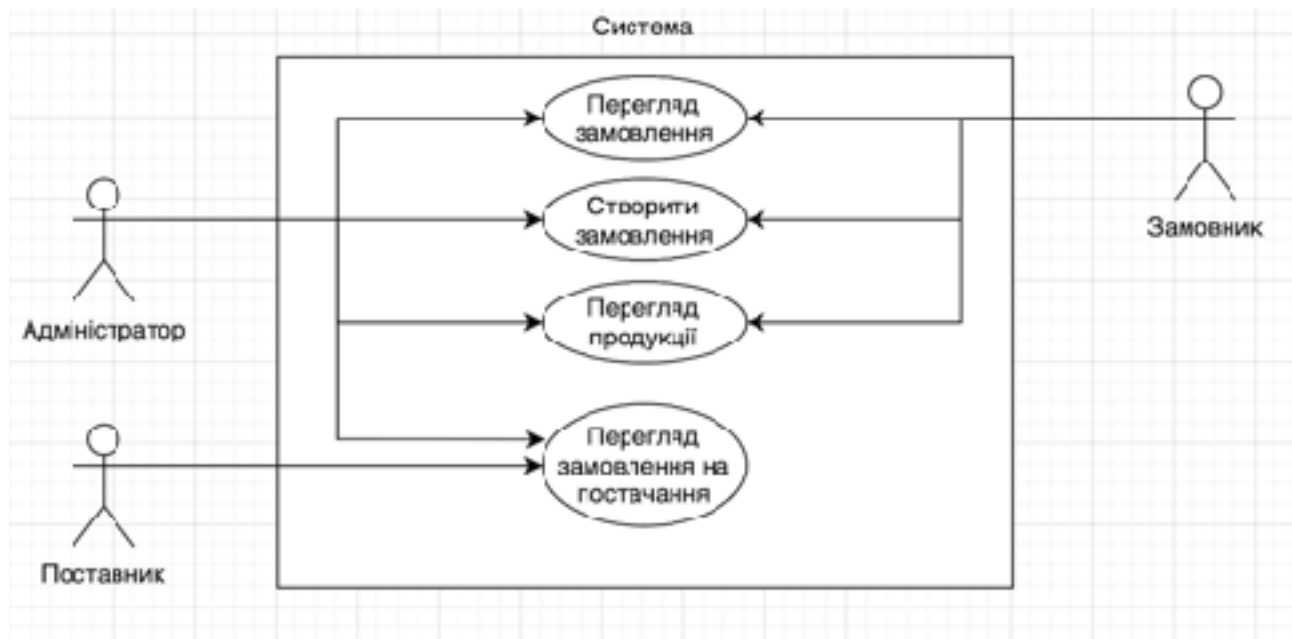 Система
Перегляд
замовлення
Створити
замовлення
Замовник
Перегляд
продукції
Адміністратор
Перегляд
замовлення на
постачання
Поставник